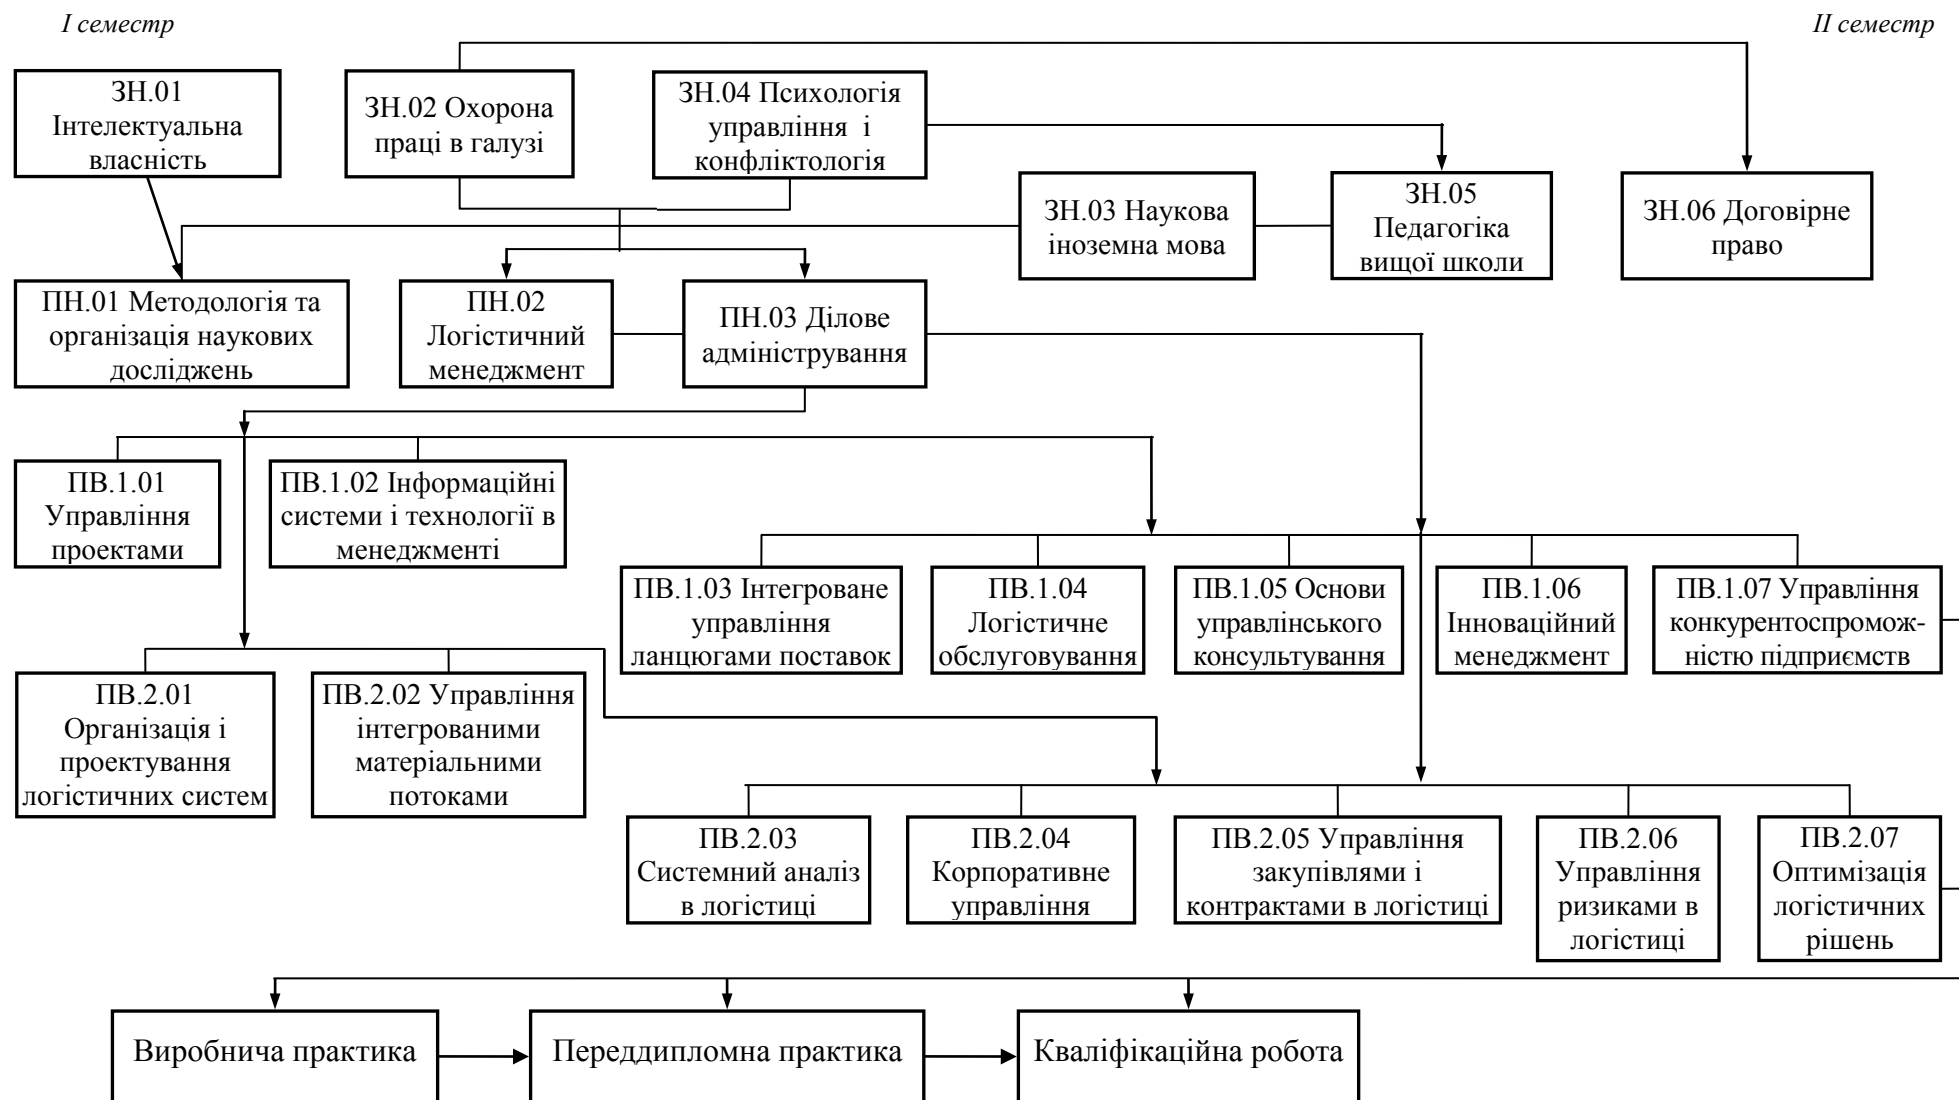 І семестр
ІІ семестр
ЗН.01
Інтелектуальна
власність
ЗН.02 Охорона
праці в галузі
ЗН.04 Психологія
управління і
конфліктологія
ЗН.03 Наукова
іноземна мова
ЗН.05
Педагогіка
вищої школи
ЗН.06 Договірне
право
ПН.01 Методологія та
організація наукових
досліджень
ПН.02
Логістичний
менеджмент
ПН.03 Ділове
адміністрування
ПВ.1.01
Управління
проектами
ПВ.1.02 Інформаційні
системи і технології в
менеджменті
ПВ.1.03 Інтегроване
управління
ланцюгами поставок
ПВ.1.04
Логістичне
обслуговування
ПВ.1.05 Основи
управлінського
консультування
ПВ.1.06
Інноваційний
менеджмент
ПВ.1.07 Управління
конкурентоспромож-
ністю підприємств
ПВ.2.01
Організація і
проектування
логістичних систем
ПВ.2.02 Управління
інтегрованими
матеріальними
потоками
ПВ.2.03
Системний аналіз
в логістиці
ПВ.2.04
Корпоративне
управління
ПВ.2.05 Управління
закупівлями і
контрактами в логістиці
ПВ.2.06
Управління
ризиками в
логістиці
ПВ.2.07
Оптимізація
логістичних
рішень
Виробнича практика
Переддипломна практика
Кваліфікаційна робота